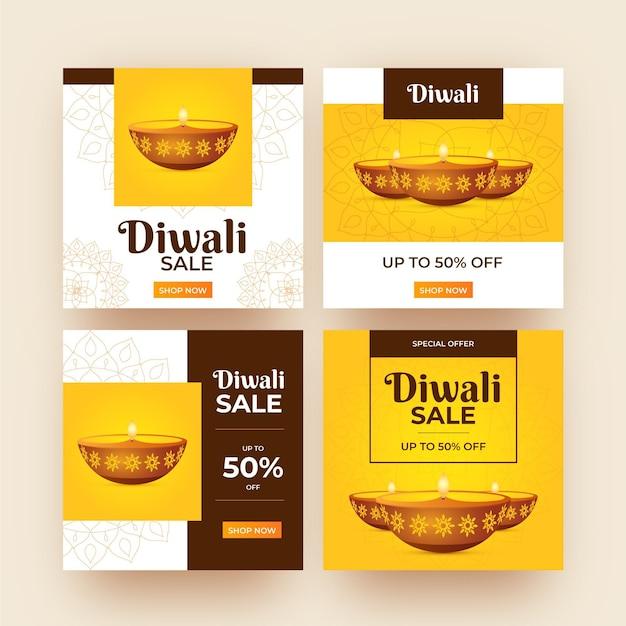 Diwali
SALE
SHOP NOW
Diwali
UP TO 50% OFF
SHOP NOW
Diwali
SALE
UP TO
50%
OFF
SHOP NOW
SPECIAL OFFER
Diwali
SALE
UP TO 50% OFF